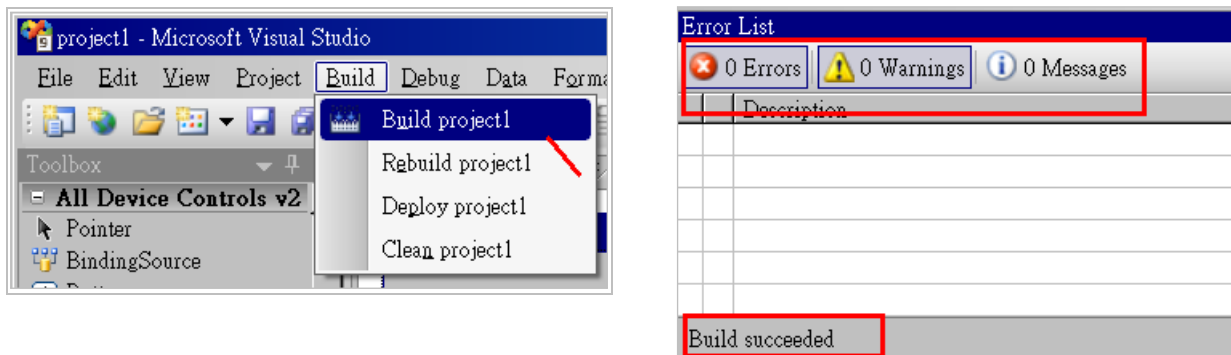 project1 - Microsoft Visual Studio
File Edit View Project Build Debug Data
Build project1
Toolbox
Rebuild project1
All Device Controls v2
Deploy project1
Pointer
Clean project1
BindingSource
Error List
0 Errors 0 Warnings 0 Messages
Description
Build succeeded